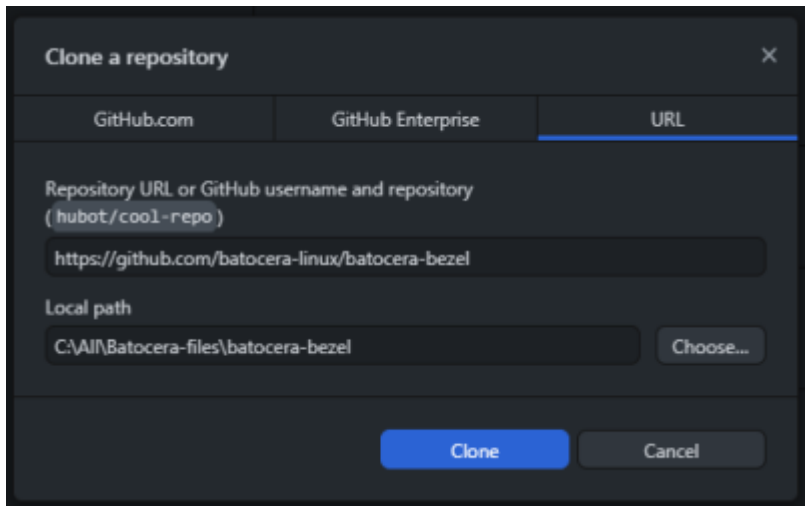 Clone a repository
GitHub.com
GitHub Enterprise
URL
Repository URL or GitHub username and repository
(hubot/cool-repo)
https://github.com/batocera-linux/batocera-bezel
Local path
C:\All\Batocera-files\batocera-bezel
Choose...
Clone
Cancel